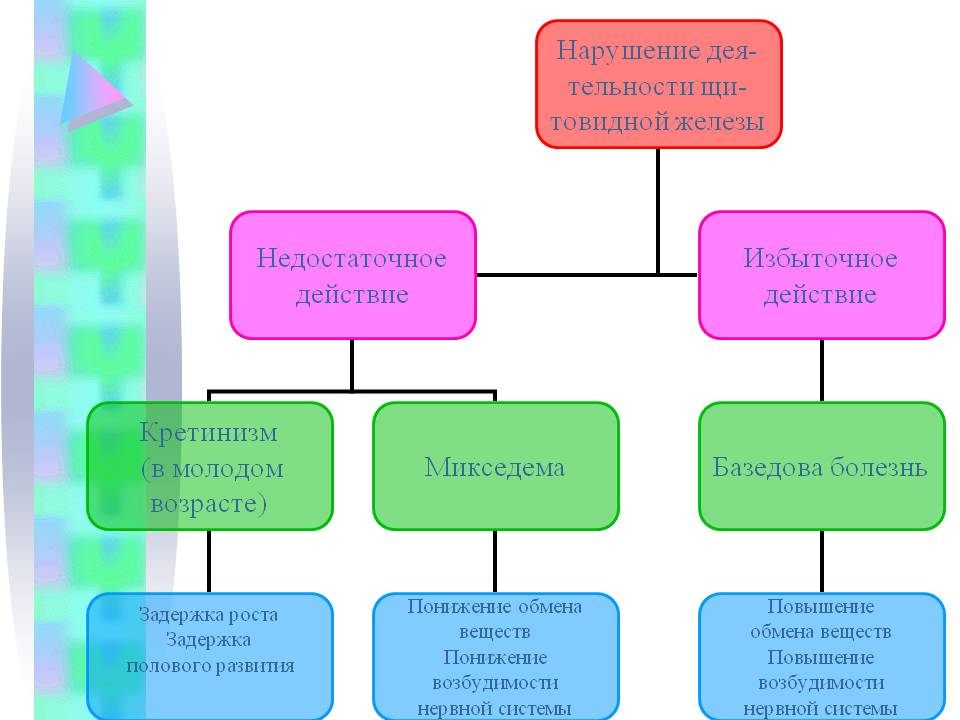 Нарушение дея-
тельности щи-
товидной железы
Недостаточное
действие
Избыточное
действие
Кретинизм
(в молодом
возрасте)
Микседема
Базедова болезнь
Задержка роста
Задержка
полового развития
Понижение обмена
веществ
Понижение
возбудимости
нервной системы
Повышение
обмена веществ
Повышение
возбудимости
нервной системы